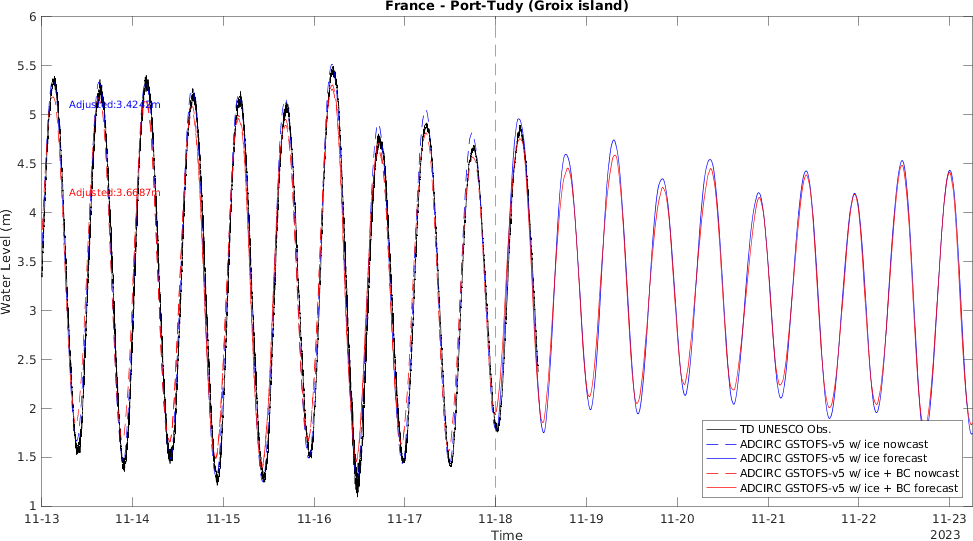 France - Port-Tudy (Groix island)
6
5.5
5
4.5
4
3.5
3
2.5
2
1.5
1
Water Level (m)
Adjusted:3.4242m
Adjusted:3.6687m
TD UNESCO Obs.
ADCIRC GSTOFS-v5 w/ ice nowcast
ADCIRC GSTOFS-v5 w/ ice forecast
ADCIRC GSTOFS-v5 w/ ice + BC nowcast
ADCIRC GSTOFS-v5 w/ ice + BC forecast
11-13 11-14 11-15 11-16 11-17 11-18 11-19 11-20 11-21 11-22 11-23
Time
2023